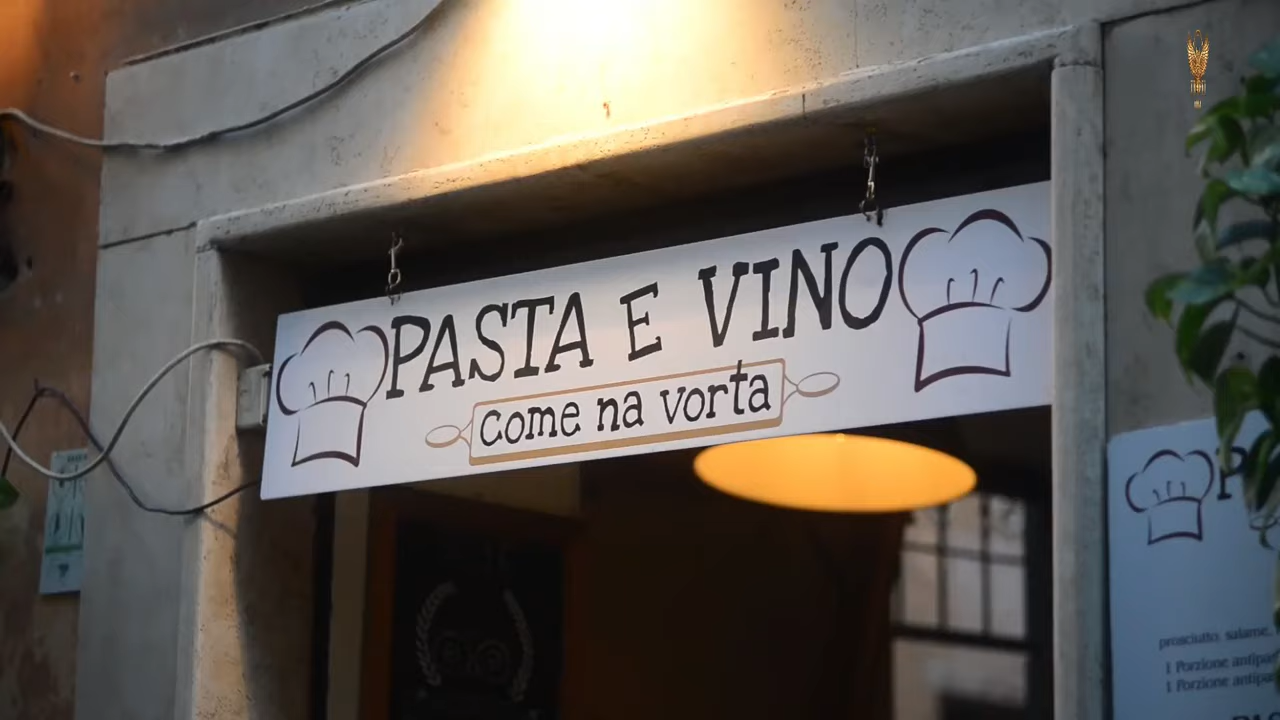 PASTA E VINO
come na vorta
P
prosciutto, salame,
1 Porzione antipa
1 Porzione antipa